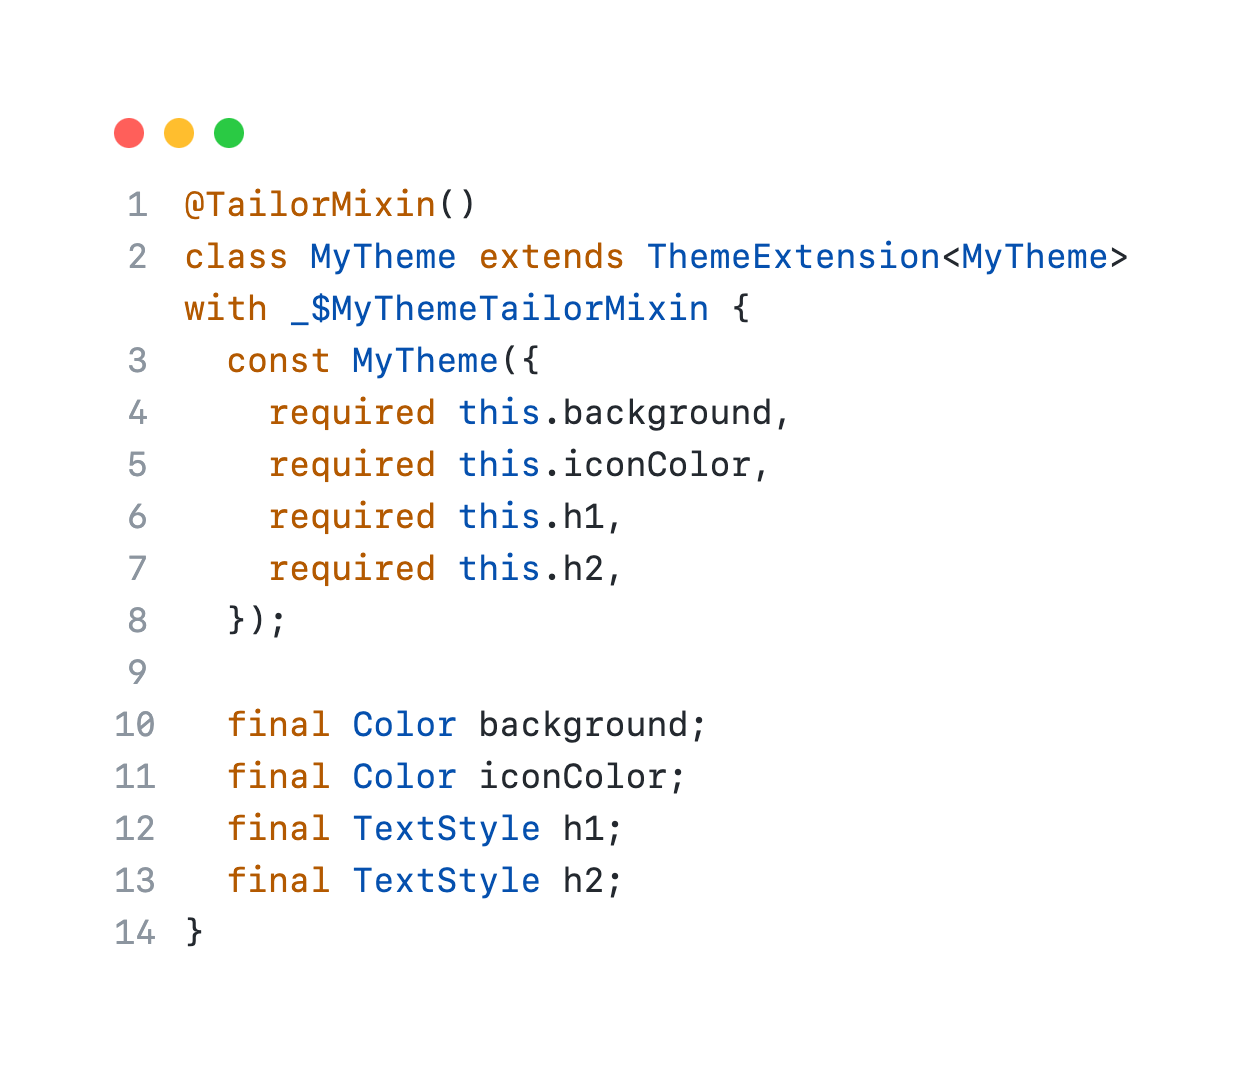 1 @TailorMixin()
2 class MyTheme extends ThemeExtension<MyTheme>
with _$MyThemeTailorMixin {
3   const MyTheme({
4     required this.background,
5     required this.iconColor,
6     required this.h1,
7     required this.h2,
8   });
9
10   final Color background;
11   final Color iconColor;
12   final TextStyle h1;
13   final TextStyle h2;
14 }